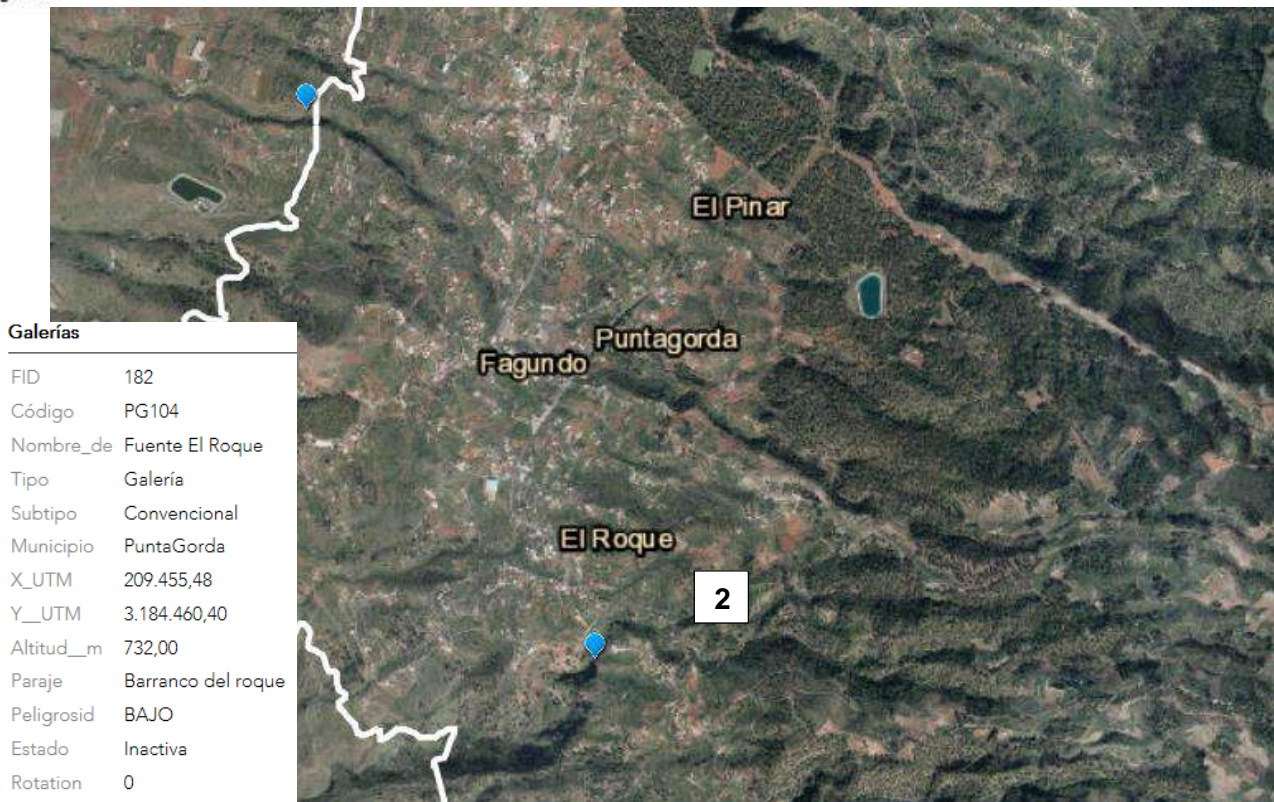 El Pinar
Puntagorda
Fagundo
El Roque
2
Galerías
FID 182
Código PG104
Nombre_de Fuente El Roque
Tipo Galería
Subtipo Convencional
Municipio PuntaGorda
X_UTM 209.455,48
Y__UTM 3.184.460,40
Altitud__m 732,00
Paraje Barranco del roque
Peligrosid BAJO
Estado Inactiva
Rotation 0